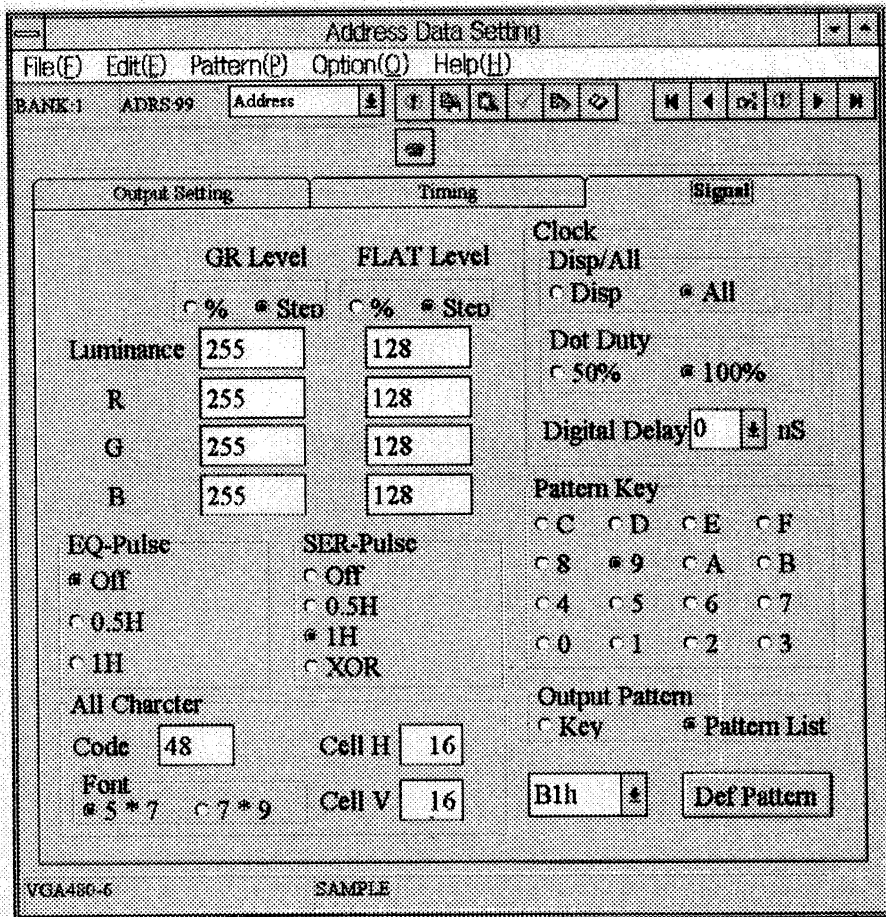 Address Data Setting
File(F) Edit(E) Pattern(P) Option(O) Help(H)
BANK-1 ADRS-99 Address
Output Setting Timing Signal
GR Level FLAT Level
% Step % Step
Luminance 255 128
R 255 128
G 255 128
B 255 128
EQ-Pulse
Off
0.5H
1H
SER-Pulse
Off
0.5H
1H
XOR
All Charcter
Code 48
Cell H 16
Font
5 * 7 7 * 9
Cell V 16
Clock
Disp/All
Disp All
Dot Duty
50% 100%
Digital Delay 0 nS
Pattern Key
C D E F
8 9 A B
4 5 6 7
0 1 2 3
Output Pattern
Key Pattern List
B1h Def Pattern
VGA480-6 SAMPLE